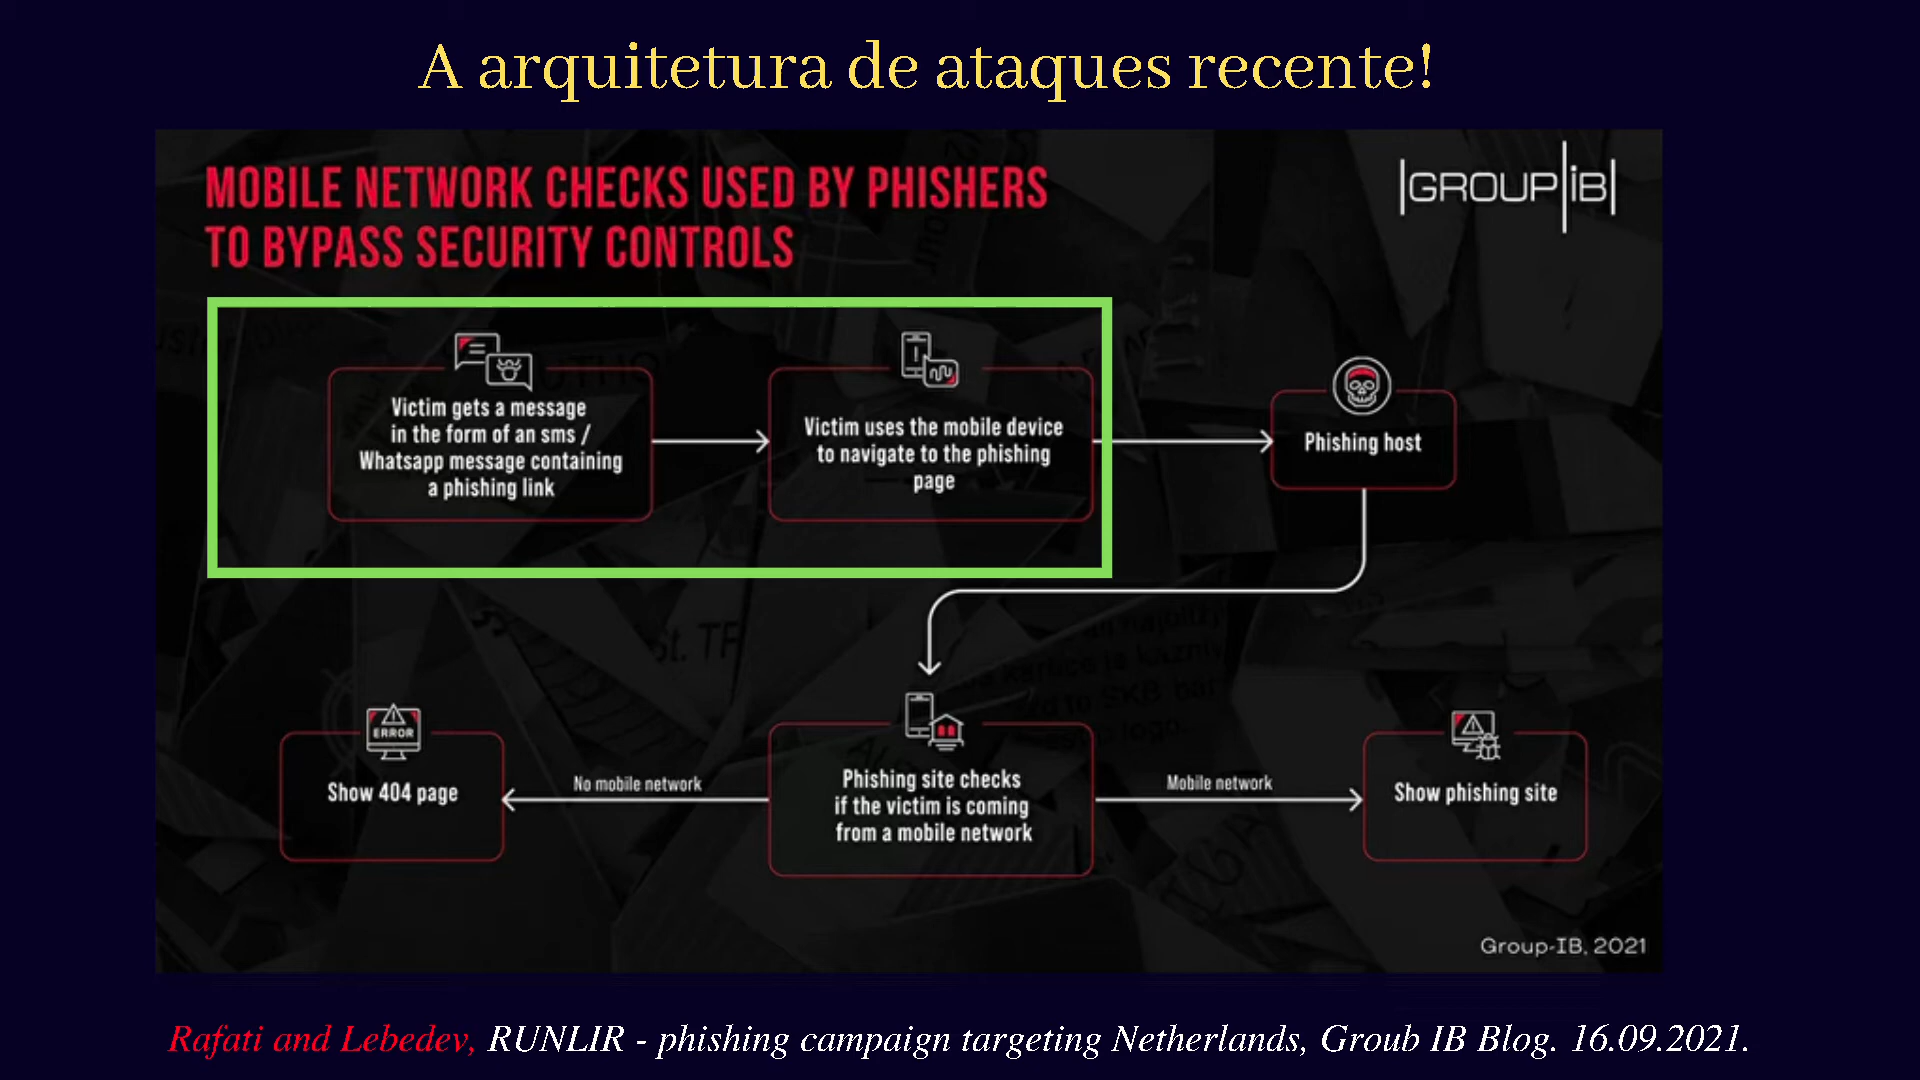 A arquitetura de ataques recente!
MOBILE NETWORK CHECKS USED BY PHISHERS
TO BYPASS SECURITY CONTROLS
|GROUP|iB|
Victim gets a message
in the form of an sms /
Whatsapp message containing
a phishing link
Victim uses the mobile device
to navigate to the phishing
page
Phishing host
ERROR
Show 404 page
No mobile network
Phishing site checks
if the victim is coming
from a mobile network
Mobile network
Show phishing site
Group-IB, 2021
Rafati and Lebedev, RUNLIR - phishing campaign targeting Netherlands, Groub IB Blog. 16.09.2021.